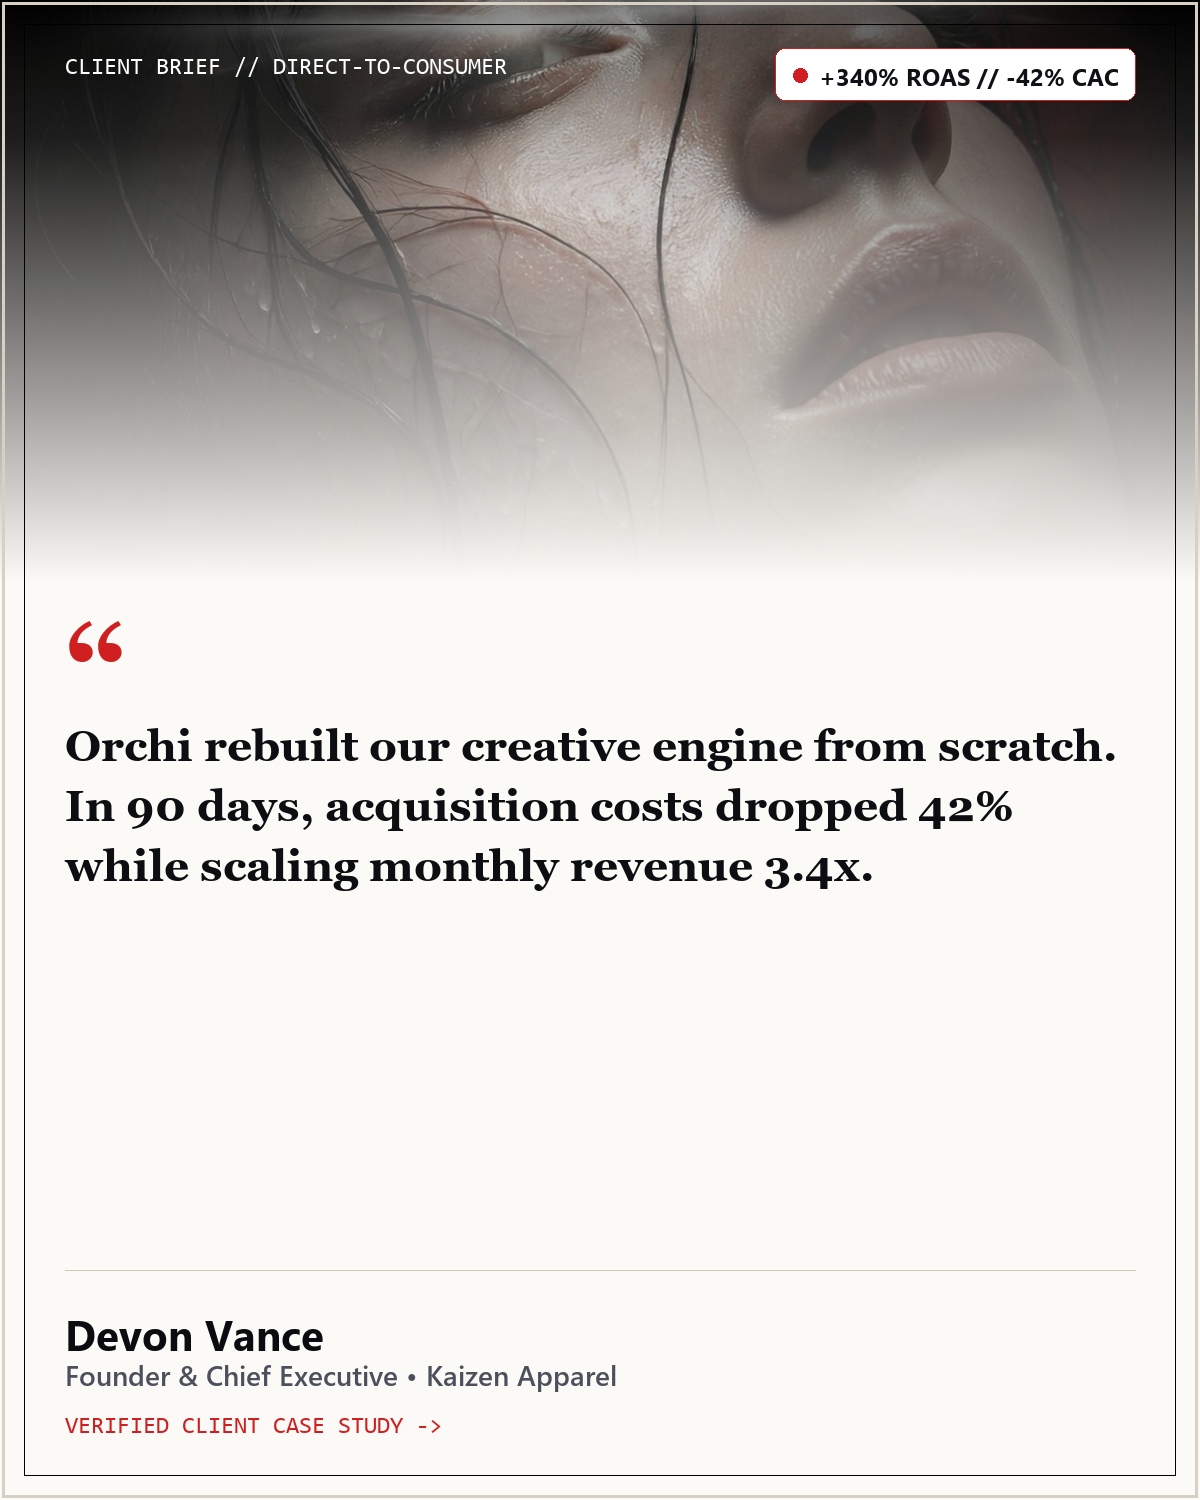 CLIENT BRIEF // DIRECT-TO-CONSUMER
+340% ROAS // -42% CAC
“
Orchi rebuilt our creative engine from scratch.
In 90 days, acquisition costs dropped 42%
while scaling monthly revenue 3.4x.
Devon Vance
Founder & Chief Executive • Kaizen Apparel
VERIFIED CLIENT CASE STUDY ->